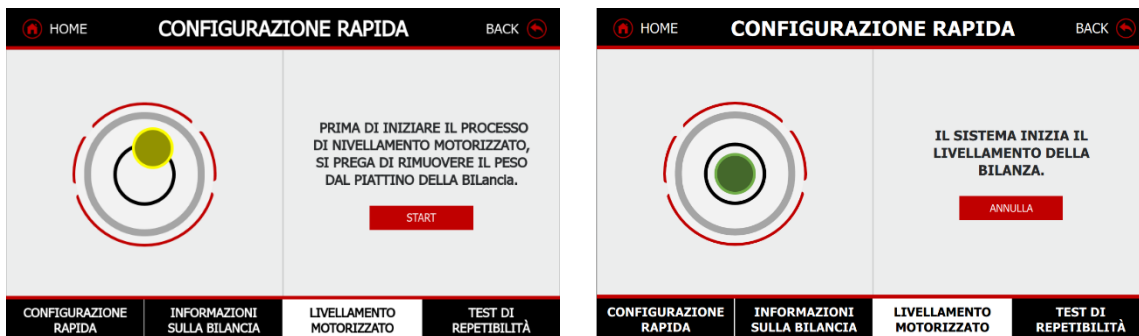 HOME CONFIGURAZIONE RAPIDA BACK
PRIMA DI INIZIARE IL PROCESSO
DI NIVELLAMENTO MOTORIZZATO,
SI PREGA DI RIMUOVERE IL PESO
DAL PIATTINO DELLA BILancia.
START
CONFIGURAZIONE
RAPIDA
INFORMAZIONI
SULLA BILANCIA
LIVELLAMENTO
MOTORIZZATO
TEST DI
REPETIBILITÀ
HOME CONFIGURAZIONE RAPIDA BACK
IL SISTEMA INIZIA IL
LIVELLAMENTO DELLA
BILANZA.
ANNULLA
CONFIGURAZIONE
RAPIDA
INFORMAZIONI
SULLA BILANCIA
LIVELLAMENTO
MOTORIZZATO
TEST DI
REPETIBILITÀ